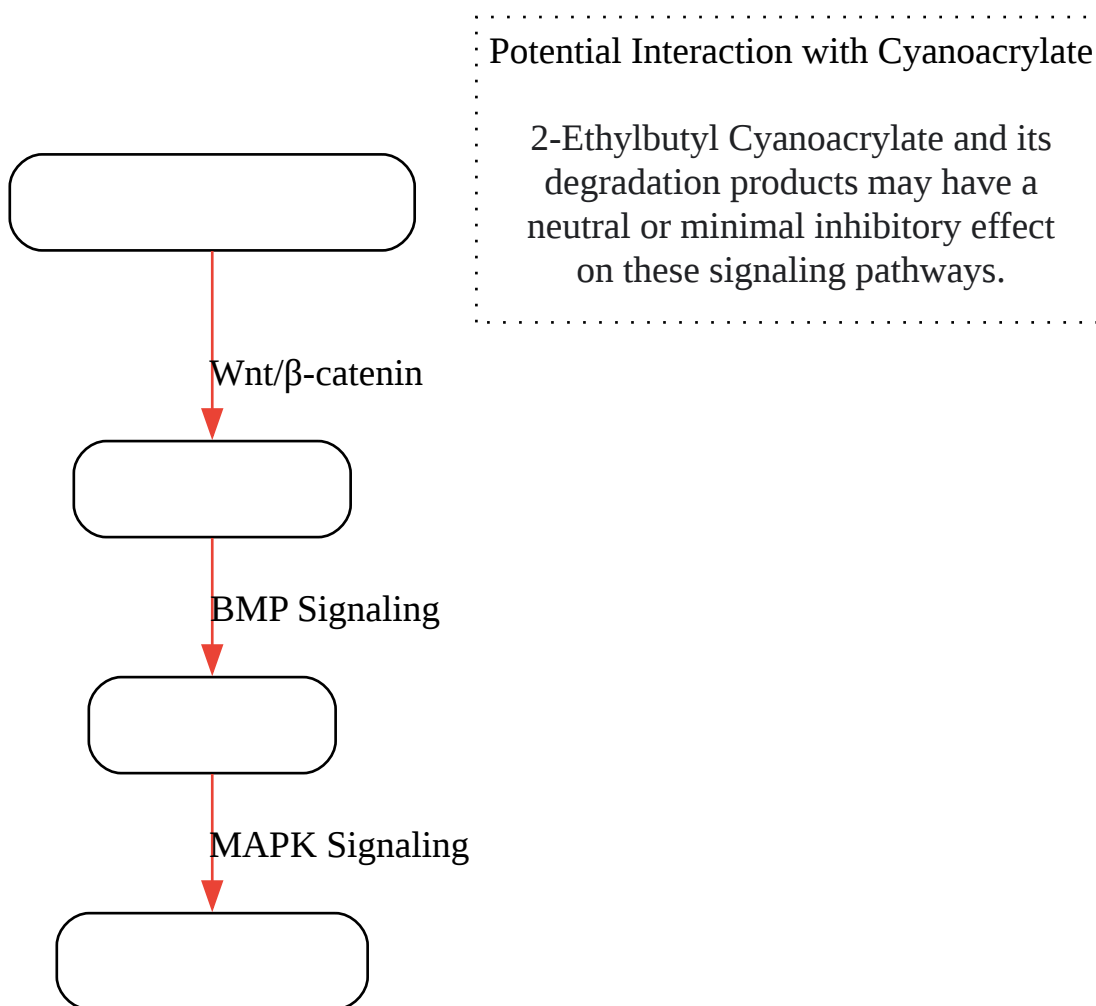 Potential Interaction with Cyanoacrylate
2-Ethylbutyl Cyanoacrylate and its
degradation products may have a
neutral or minimal inhibitory effect
on these signaling pathways.
Wnt/β-catenin
BMP Signaling
MAPK Signaling